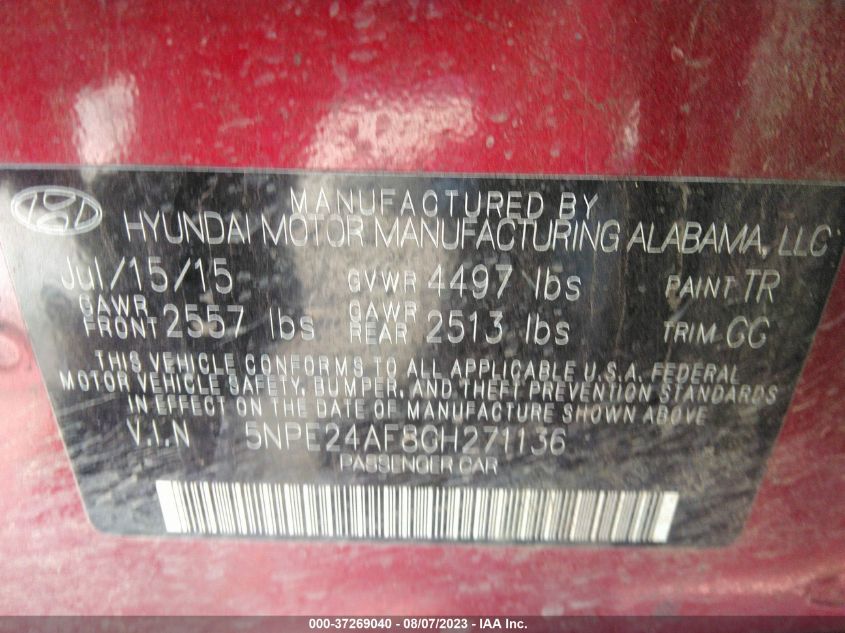 MANUFACTURED BY
HYUNDAI MOTOR MANUFACTURING ALABAMA, LLC
Jul/15/15 GVWR 4497 lbs PAINT TR
GAWR FRONT 2557 lbs GAWR REAR 2513 lbs TRIM GG
THIS VEHICLE CONFORMS TO ALL APPLICABLE U.S.A. FEDERAL
MOTOR VEHICLE SAFETY, BUMPER, AND THEFT PREVENTION STANDARDS
IN EFFECT ON THE DATE OF MANUFACTURE SHOWN ABOVE.
V.I.N 5NPE24AF8GH271136
PASSENGER CAR
000-37269040 - 08/07/2023 - IAA Inc.